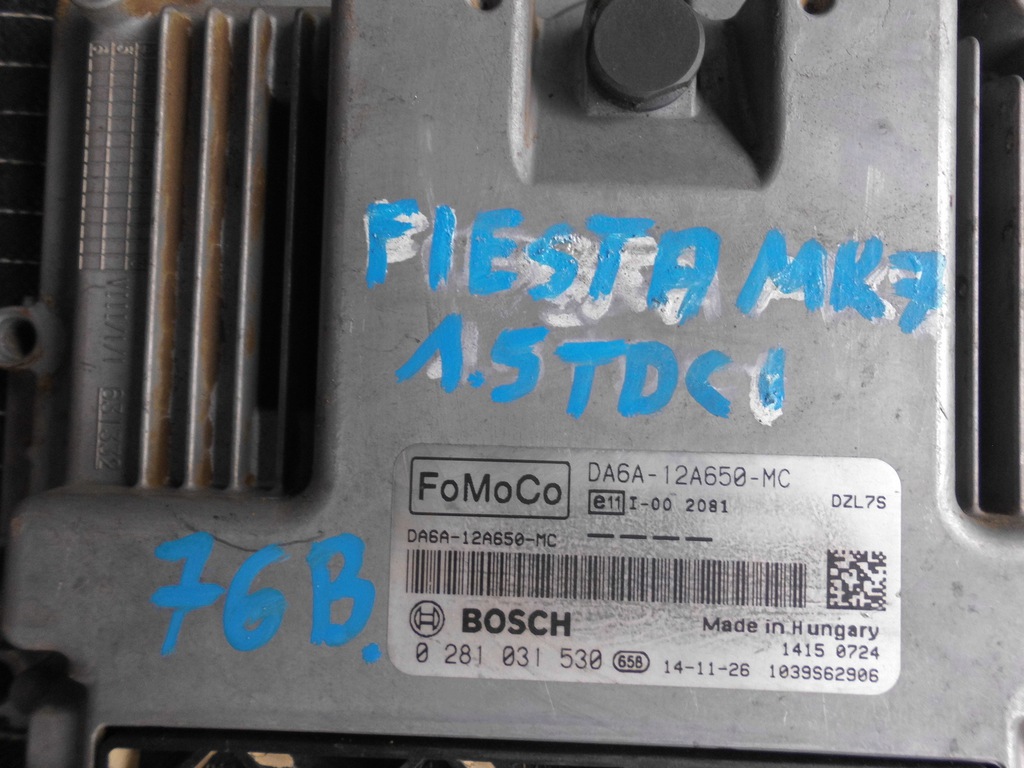 FIESTA MK7
1.5TDCI
76B.
FoMoCo
DA6A-12A650-MC
e11 I-00 2081
DZL7S
DA6A-12A650-MC
BOSCH
Made in Hungary
1415 0724
0 281 031 530 658 14-11-26 1039S62906